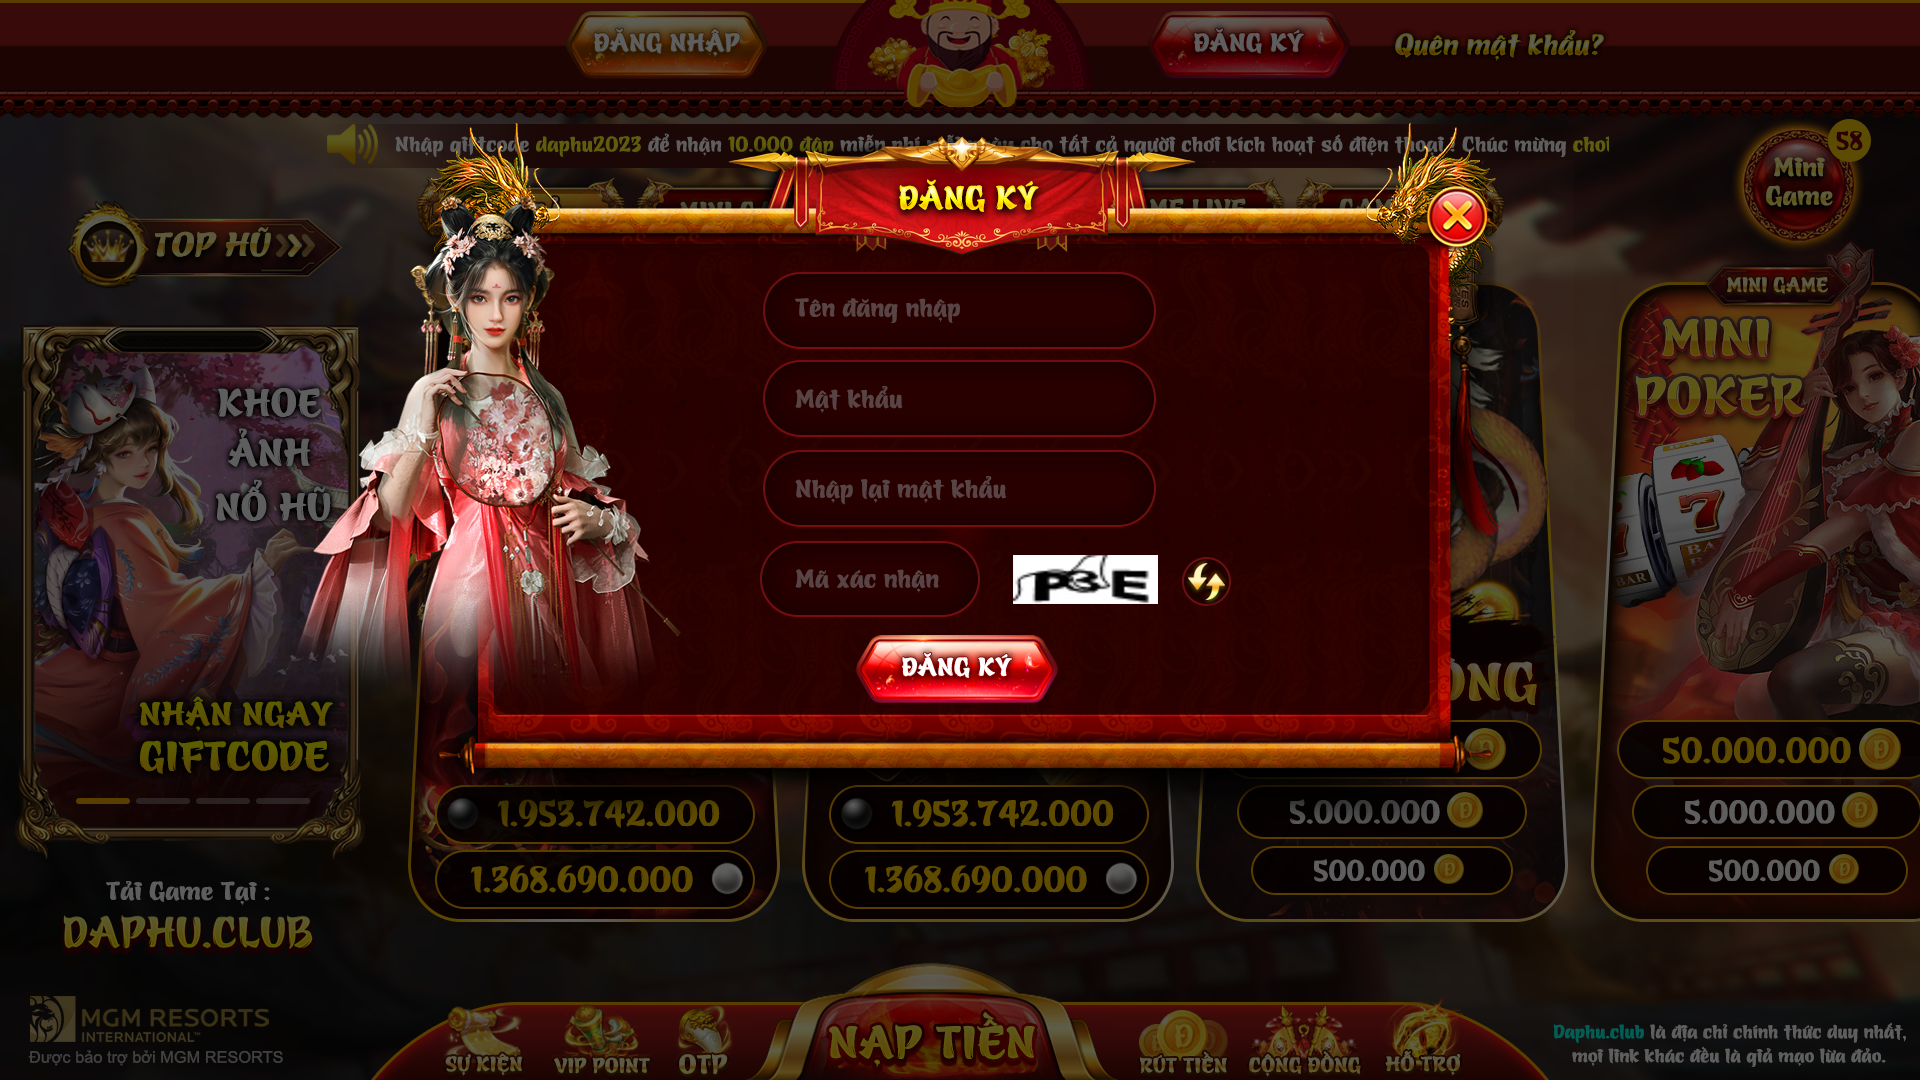 ĐĂNG NHẬP
ĐĂNG KÝ
Quên mật khẩu?
Nhập giftcode daphu2023 để nhận 10.000 đập miễn phí cho tất cả người chơi kích hoạt số điện thoại ! Chúc mừng chơi
58
Mini
Game
TOP HŨ
ĐĂNG KÝ
MINI GAME
Tên đăng nhập
Mật khẩu
Nhập lại mật khẩu
Mã xác nhận
P3E
ĐĂNG KÝ
KHOE
ẢNH
NỔ HŨ
NHẬN NGAY
GIFTCODE
MINI
POKER
7
BAR
50.000.000
1.953.742.000
1.953.742.000
5.000.000
5.000.000
1.368.690.000
1.368.690.000
500.000
500.000
Tải Game Tại :
DAPHU.CLUB
MGM RESORTS
INTERNATIONAL™
Được bảo trợ bởi MGM RESORTS
SỰ KIỆN
VIP POINT
OTP
NẠP TIỀN
RÚT TIỀN
CỘNG ĐỒNG
HỖ TRỢ
Daphu.club là địa chỉ chính thức duy nhất,
mọi link khác đều là giả mạo lừa đảo.